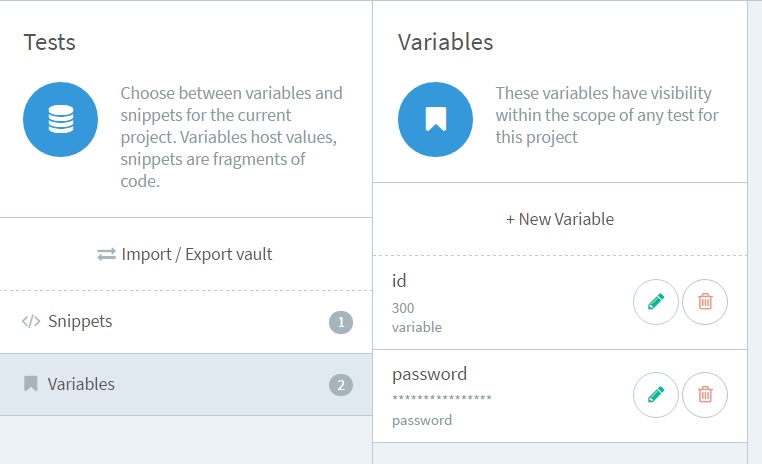 Tests
Choose between variables and
snippets for the current
project. Variables host values,
snippets are fragments of
code.
Import / Export vault
</> Snippets
1
Variables
2
Variables
These variables have visibility
within the scope of any test for
this project
+ New Variable
id
300
variable
password
****************
password